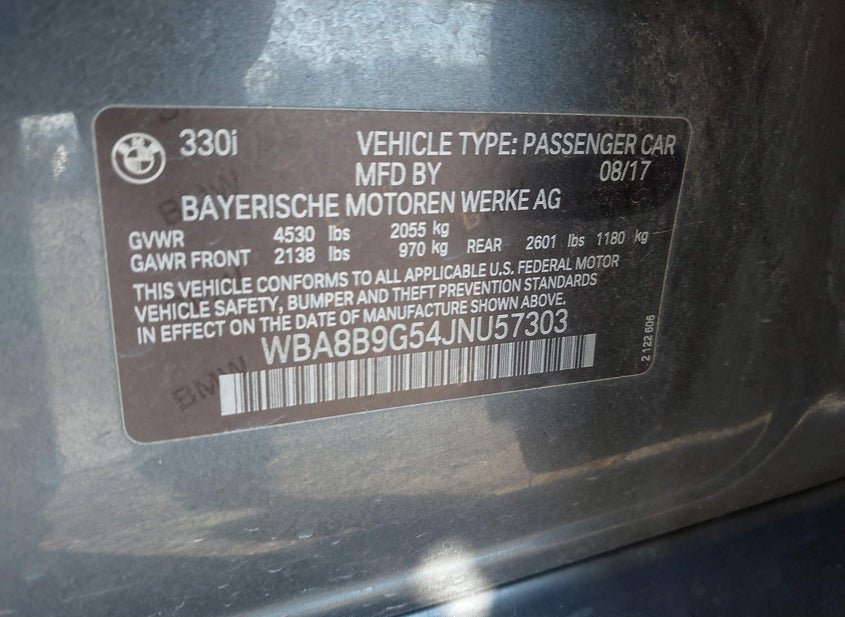 330i VEHICLE TYPE: PASSENGER CAR
MFD BY 08/17
BAYERISCHE MOTOREN WERKE AG
GVWR 4530 lbs 2055 kg
GAWR FRONT 2138 lbs 970 kg REAR 2601 lbs 1180 kg
THIS VEHICLE CONFORMS TO ALL APPLICABLE U.S. FEDERAL MOTOR
VEHICLE SAFETY, BUMPER AND THEFT PREVENTION STANDARDS
IN EFFECT ON THE DATE OF MANUFACTURE SHOWN ABOVE.
WBA8B9G54JNU57303
2 122 606
BMW